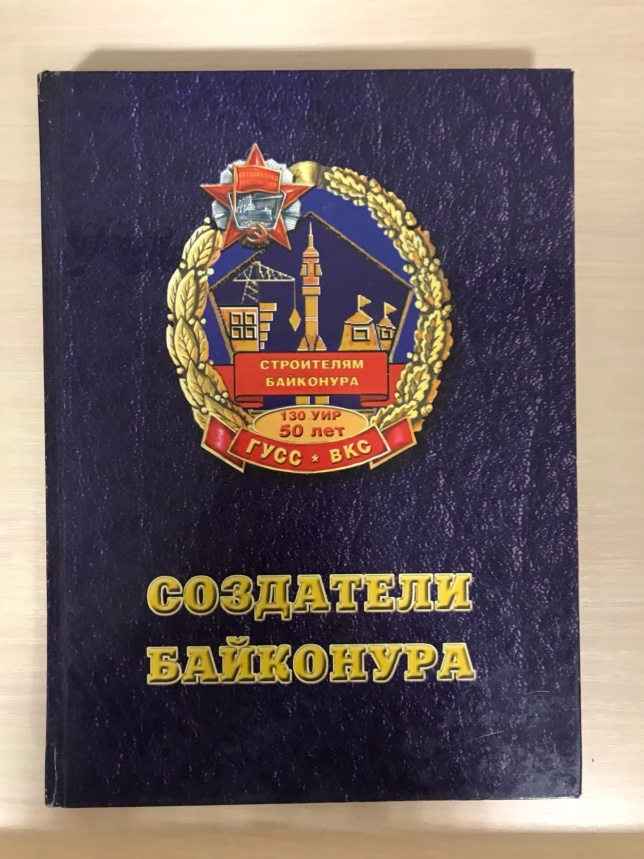 СТРОИТЕЛЯМ
БАЙКОНУРА
130 УИР
50 лет
ГУСС ★ ВКС
СОЗДАТЕЛИ
БАЙКОНУРА